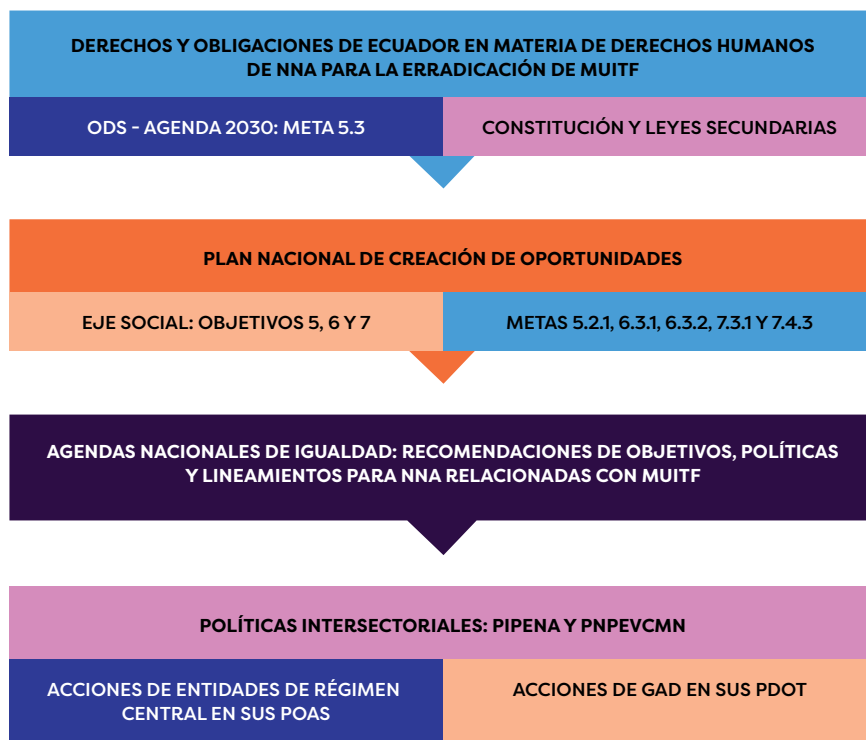 DERECHOS Y OBLIGACIONES DE ECUADOR EN MATERIA DE DERECHOS HUMANOS
DE NNA PARA LA ERRADICACIÓN DE MUITF
ODS - AGENDA 2030: META 5.3
CONSTITUCIÓN Y LEYES SECUNDARIAS
PLAN NACIONAL DE CREACIÓN DE OPORTUNIDADES
EJE SOCIAL: OBJETIVOS 5, 6 Y 7
METAS 5.2.1, 6.3.1, 6.3.2, 7.3.1 Y 7.4.3
AGENDAS NACIONALES DE IGUALDAD: RECOMENDACIONES DE OBJETIVOS, POLÍTICAS
Y LINEAMIENTOS PARA NNA RELACIONADAS CON MUITF
POLÍTICAS INTERSECTORIALES: PIPENA Y PNPEVCMN
ACCIONES DE ENTIDADES DE RÉGIMEN
CENTRAL EN SUS POAS
ACCIONES DE GAD EN SUS PDOT